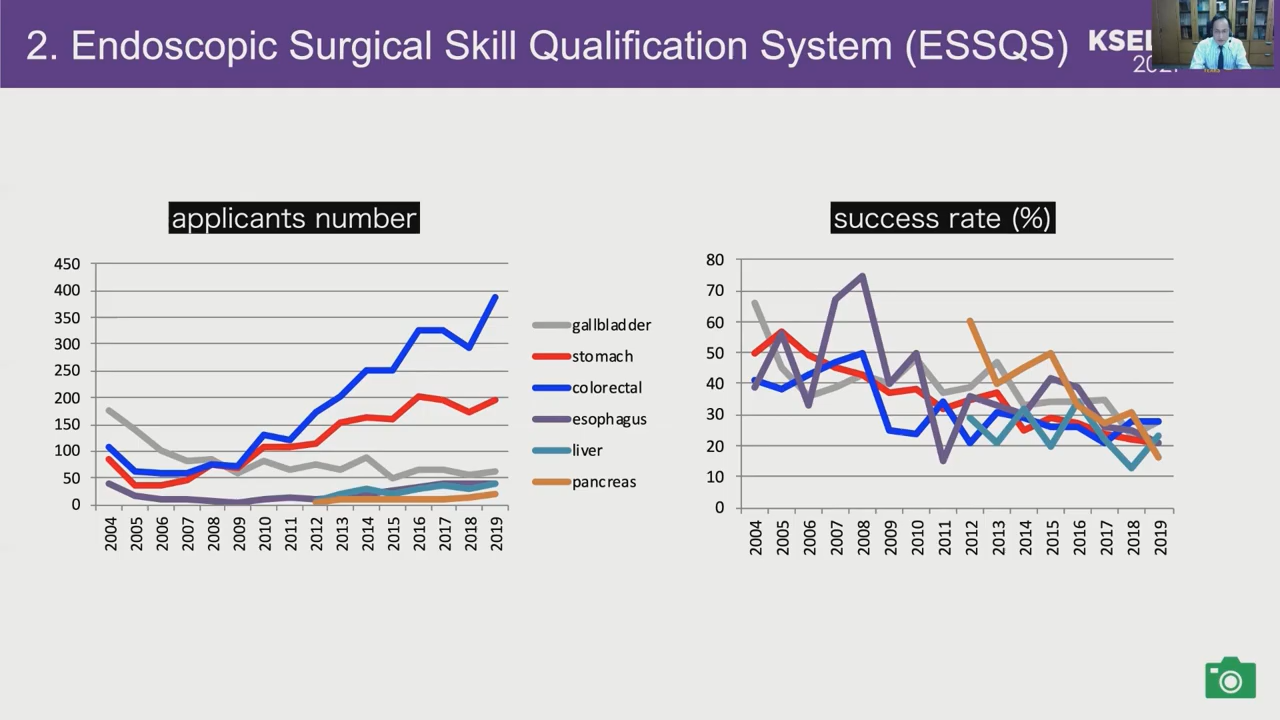 2. Endoscopic Surgical Skill Qualification System (ESSQS)
applicants number
450
400
350
300
250
200
150
100
50
0
2004 2005 2006 2007 2008 2009 2010 2011 2012 2013 2014 2015 2016 2017 2018 2019
gallbladder
stomach
colorectal
esophagus
liver
pancreas
success rate (%)
80
70
60
50
40
30
20
10
0
2004 2005 2006 2007 2008 2009 2010 2011 2012 2013 2014 2015 2016 2017 2018 2019